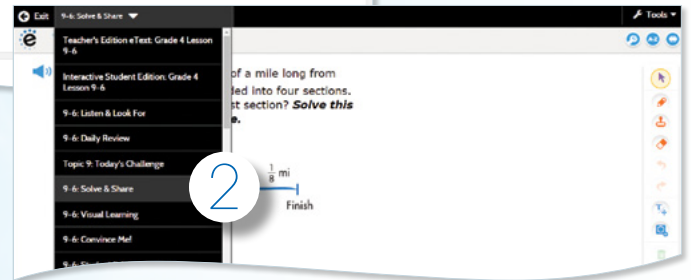 Exit 9-6: Solve & Share Tools
Teacher's Edition eText: Grade 4 Lesson
9-6
Interactive Student Edition: Grade 4
Lesson 9-6
9-6: Listen & Look For
9-6: Daily Review
Topic 9: Today's Challenge
9-6: Solve & Share
9-6: Visual Learning
9-6: Convince Me!
of a mile long from
ded into four sections.
st section? Solve this
e.
2
1/8 mi
Finish
A-Z
T